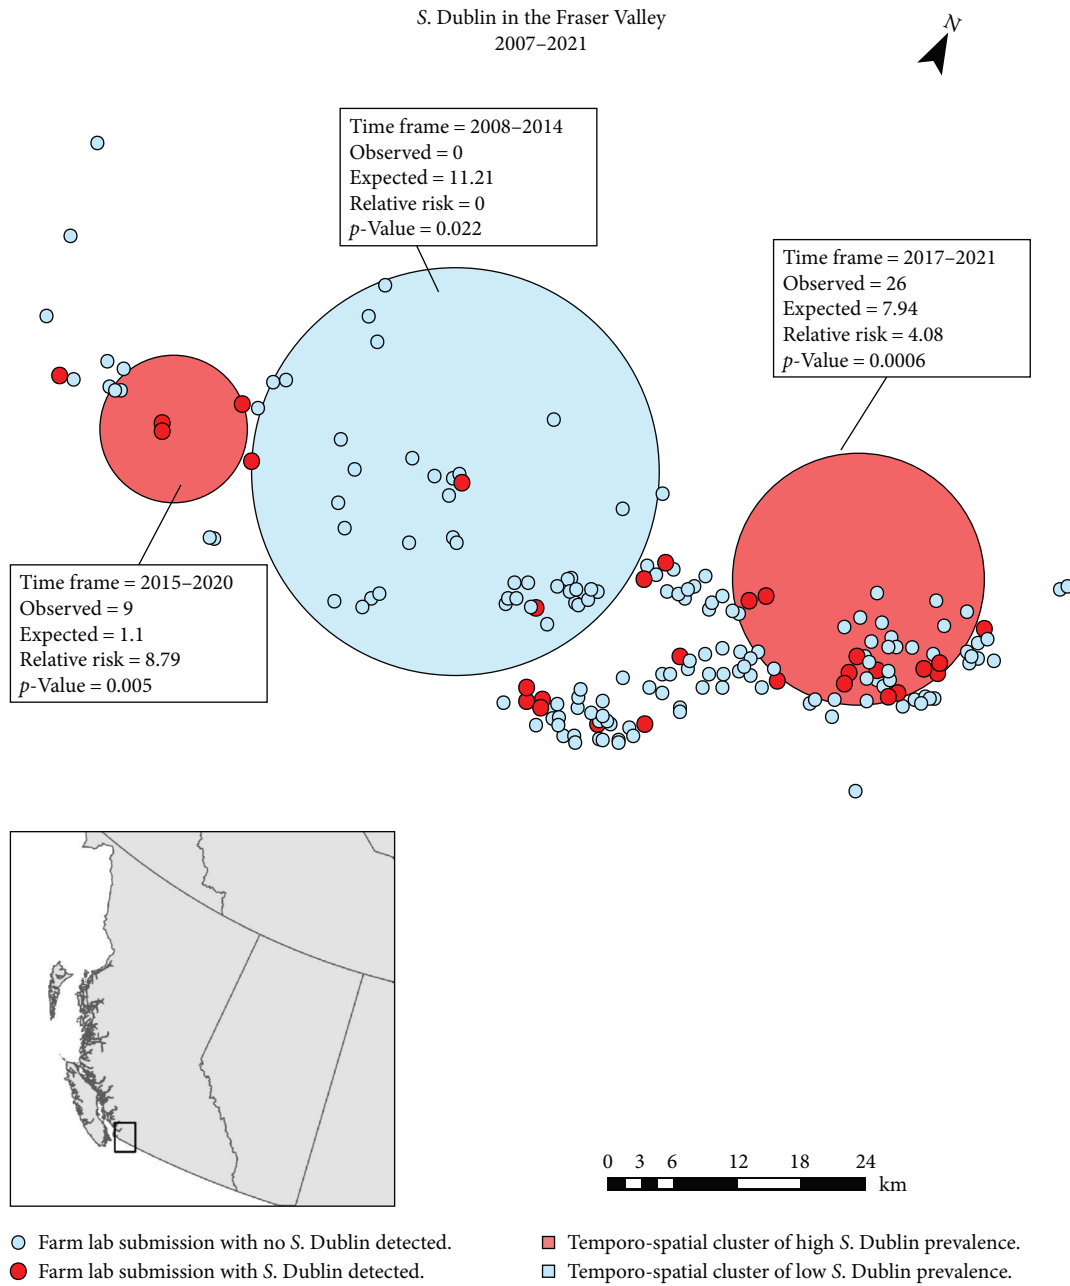 S. Dublin in the Fraser Valley
2007–2021
N
Time frame = 2008–2014
Observed = 0
Expected = 11.21
Relative risk = 0
p-Value = 0.022
Time frame = 2017–2021
Observed = 26
Expected = 7.94
Relative risk = 4.08
p-Value = 0.0006
Time frame = 2015–2020
Observed = 9
Expected = 1.1
Relative risk = 8.79
p-Value = 0.005
0 3 6 12 18 24
km
Farm lab submission with no S. Dublin detected.
Farm lab submission with S. Dublin detected.
Temporo-spatial cluster of high S. Dublin prevalence.
Temporo-spatial cluster of low S. Dublin prevalence.